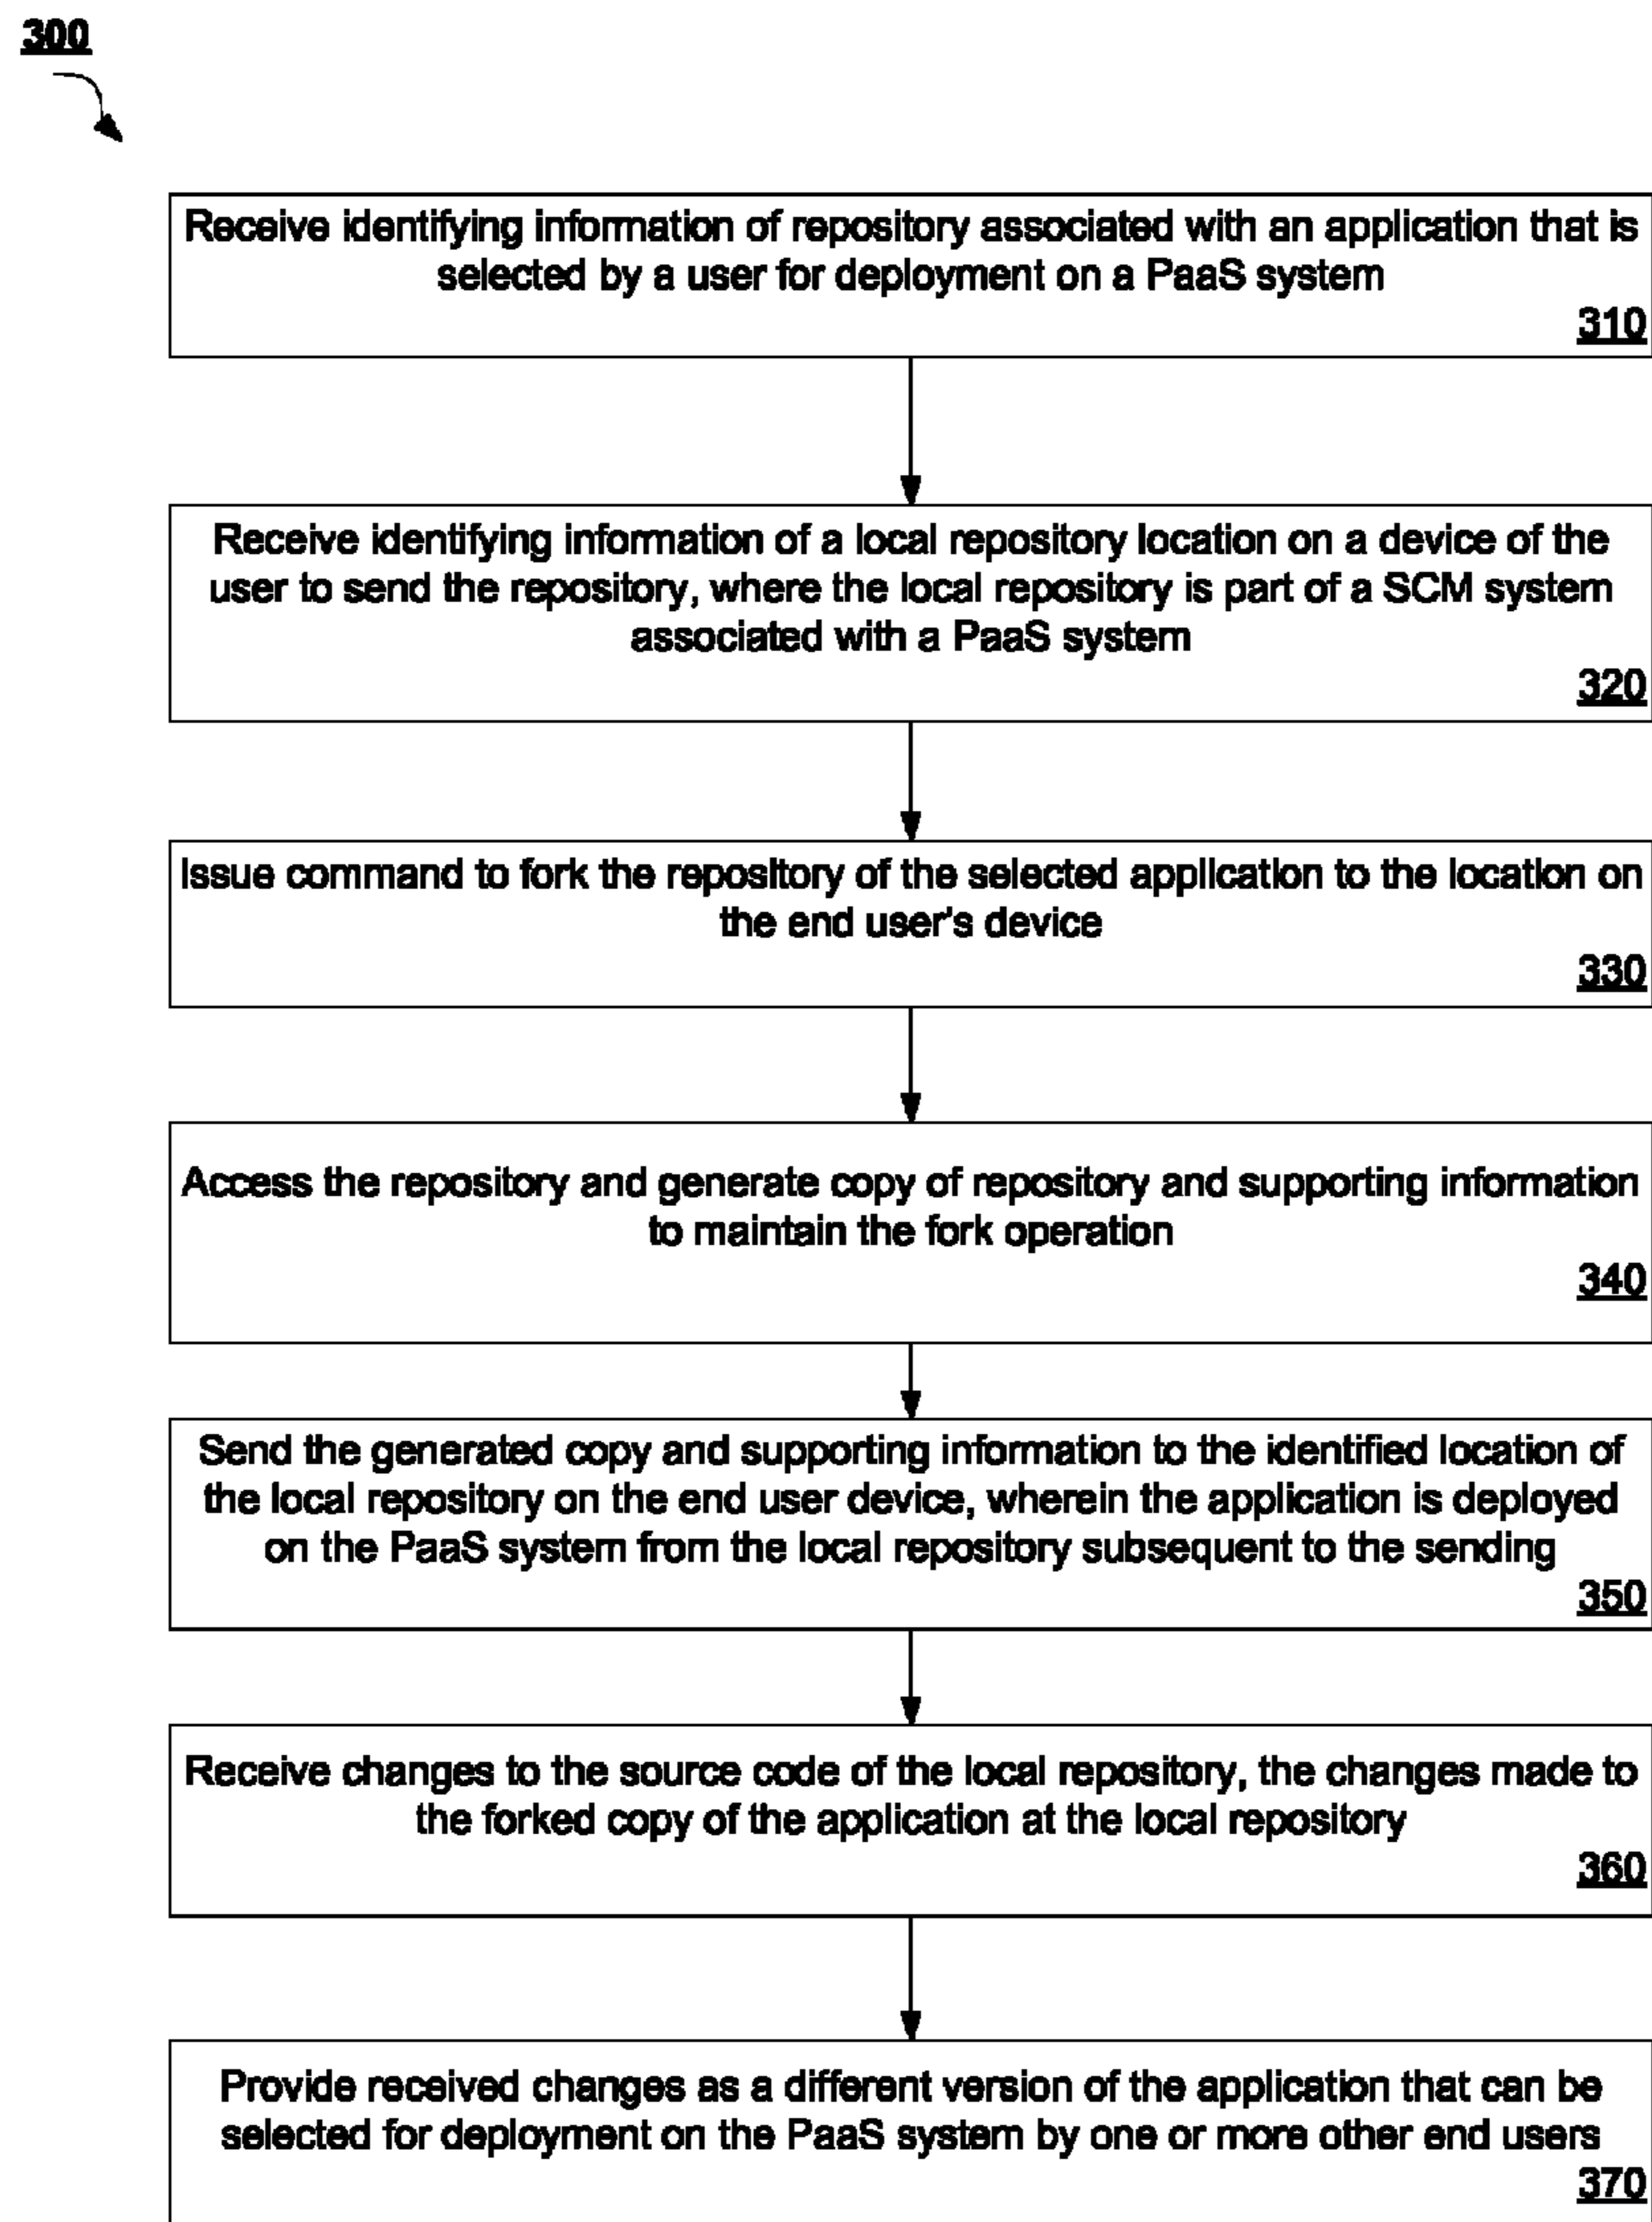 300
Receive identifying information of repository associated with an application that is
selected by a user for deployment on a PaaS system
310
Receive identifying information of a local repository location on a device of the
user to send the repository, where the local repository is part of a SCM system
associated with a PaaS system
320
Issue command to fork the repository of the selected application to the location on
the end user's device
330
Access the repository and generate copy of repository and supporting information
to maintain the fork operation
340
Send the generated copy and supporting information to the identified location of
the local repository on the end user device, wherein the application is deployed
on the PaaS system from the local repository subsequent to the sending
350
Receive changes to the source code of the local repository, the changes made to
the forked copy of the application at the local repository
360
Provide received changes as a different version of the application that can be
selected for deployment on the PaaS system by one or more other end users
370